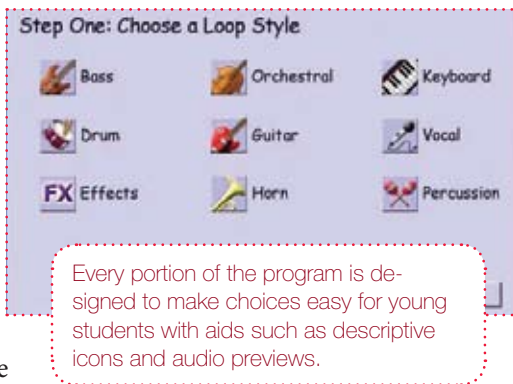 Step One: Choose a Loop Style
Bass Orchestral Keyboard
Drum Guitar Vocal
FX Effects Horn Percussion
Every portion of the program is de-
signed to make choices easy for young
students with aids such as descriptive
icons and audio previews.
e